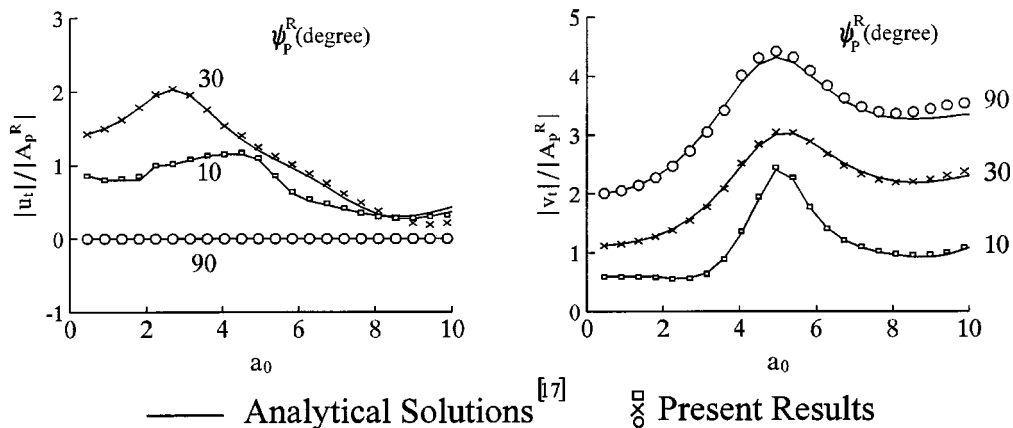 3
2
1
0
-1
|u_t|/|A_P^R|
ψ_P^R(degree)
30
10
90
0 2 4 6 8 10
a_0
5
4
3
2
1
0
|v_t|/|A_P^R|
ψ_P^R(degree)
90
30
10
0 2 4 6 8 10
a_0
Analytical Solutions [17]
Present Results